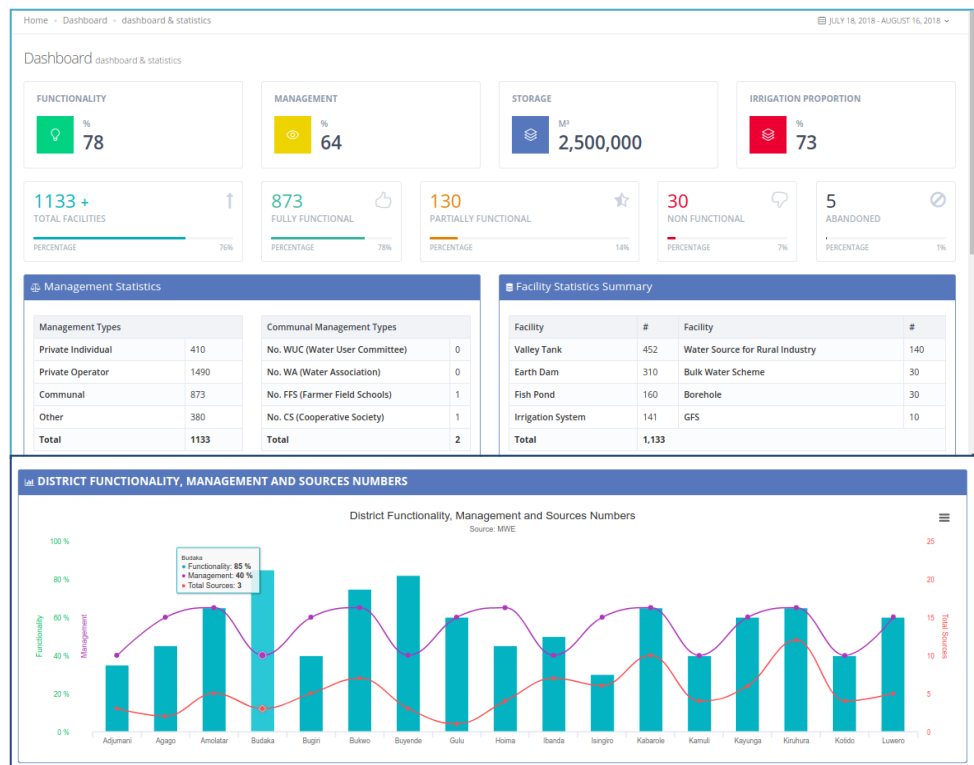 Home - Dashboard - dashboard & statistics
JULY 18, 2018 - AUGUST 16, 2018
Dashboard dashboard & statistics
FUNCTIONALITY
%
78
MANAGEMENT
%
64
STORAGE
M³
2,500,000
IRRIGATION PROPORTION
%
73
1133 +
TOTAL FACILITIES
PERCENTAGE 76%
873
FULLY FUNCTIONAL
PERCENTAGE 78%
130
PARTIALLY FUNCTIONAL
PERCENTAGE 14%
30
NON FUNCTIONAL
PERCENTAGE 7%
5
ABANDONED
PERCENTAGE 1%
Management Statistics
Management Types
Private Individual 410
Private Operator 1490
Communal 873
Other 380
Total 1133
Communal Management Types
No. WUC (Water User Committee) 0
No. WA (Water Association) 0
No. FFS (Farmer Field Schools) 1
No. CS (Cooperative Society) 1
Total 2
Facility Statistics Summary
Facility # Facility #
Valley Tank 452 Water Source for Rural Industry 140
Earth Dam 310 Bulk Water Scheme 30
Fish Pond 160 Borehole 30
Irrigation System 141 GFS 10
Total 1,133
DISTRICT FUNCTIONALITY, MANAGEMENT AND SOURCES NUMBERS
District Functionality, Management and Sources Numbers
Source: MWE
100 %
80 %
60 %
40 %
20 %
0 %
Functionality
Management
Budaka
Functionality: 85 %
Management: 40 %
Total Sources: 3
25
20
15
10
5
0
Total Sources
Adjumani Agago Amolatar Budaka Bugiri Bukwo Buyende Gulu Hoima Ibanda Isingiro Kabarole Kamuli Kayunga Kiruhura Kotido Luwero